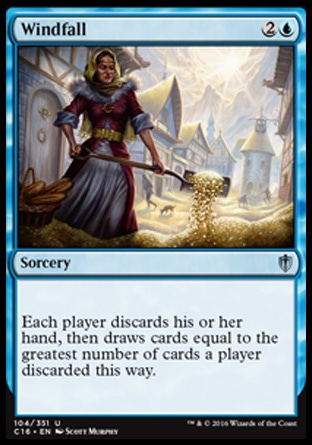 Windfall 2
Sorcery
Each player discards his or her
hand, then draws cards equal to the
greatest number of cards a player
discarded this way.
104/351 U
C16 • EN Scott Murphy ™ & © 2016 Wizards of the Coast